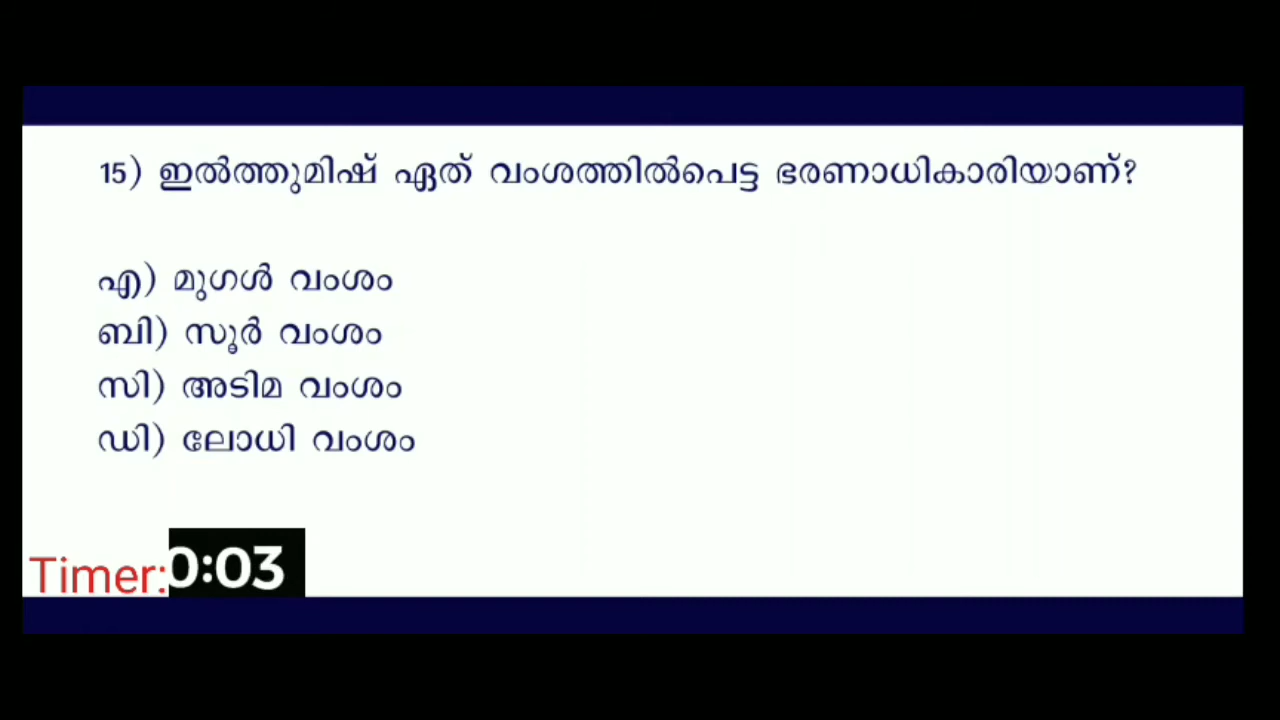 15) ഇൽത്തുമിഷ് ഏത് വംശത്തിൽപെട്ട ഭരണാധികാരിയാണ്?
എ) മുഗൾ വംശം
ബി) സൂർ വംശം
സി) അടിമ വംശം
ഡി) ലോധി വംശം
Timer:0:03